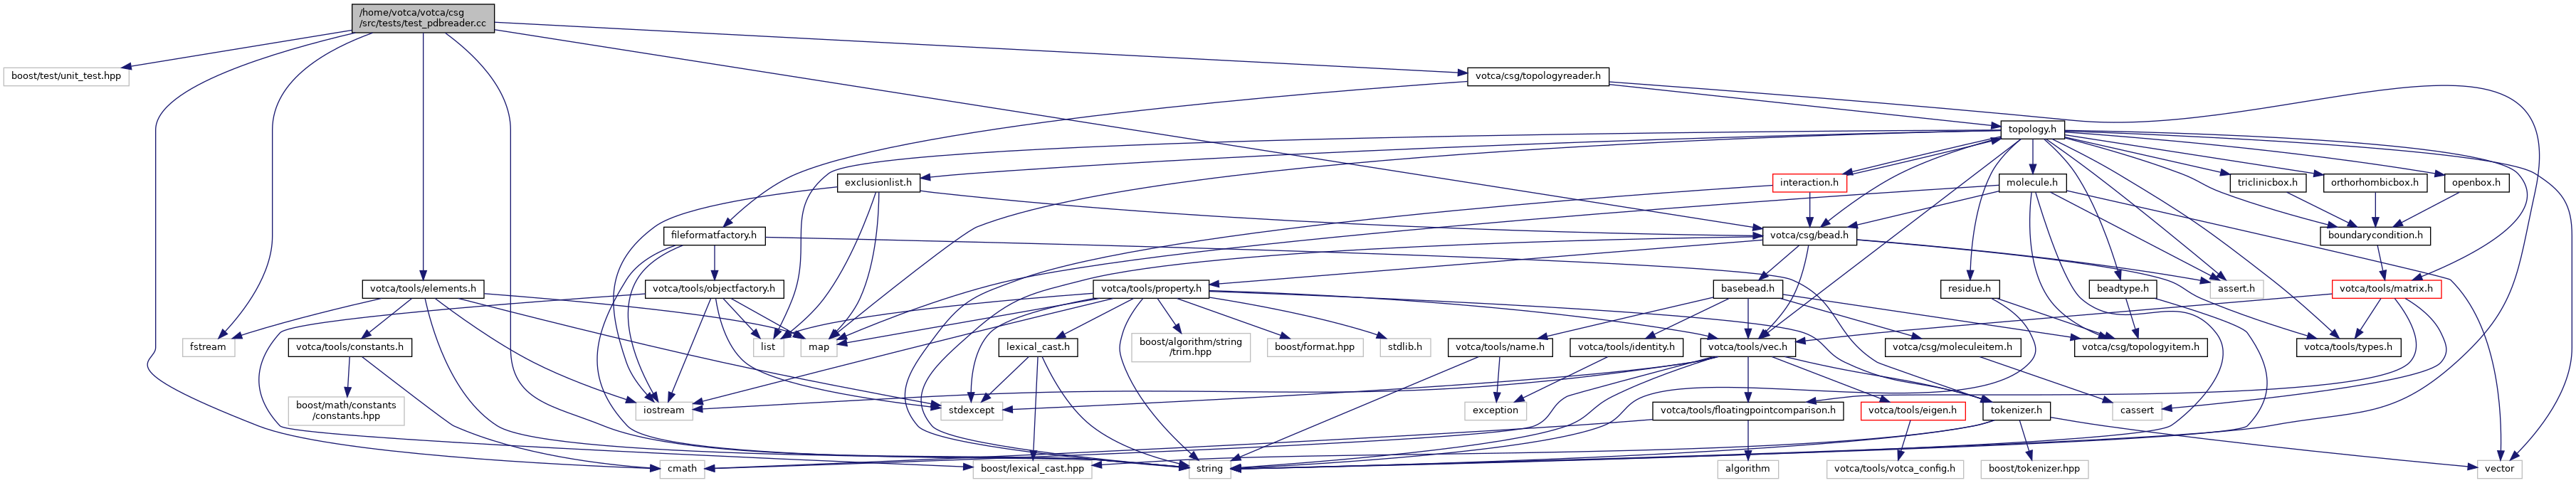 /home/votca/votca/csg
/src/tests/test_pdbreader.cc
boost/test/unit_test.hpp
votca/csg/topologyreader.h
topology.h
exclusionlist.h
interaction.h
molecule.h
triclinicbox.h
orthorhombicbox.h
openbox.h
fileformatfactory.h
votca/csg/bead.h
boundarycondition.h
votca/tools/elements.h
votca/tools/objectfactory.h
votca/tools/property.h
basebead.h
residue.h
beadtype.h
assert.h
votca/tools/matrix.h
fstream
votca/tools/constants.h
list
map
lexical_cast.h
boost/algorithm/string
/trim.hpp
boost/format.hpp
stdlib.h
votca/tools/name.h
votca/tools/identity.h
votca/tools/vec.h
votca/csg/moleculeitem.h
votca/csg/topologyitem.h
votca/tools/types.h
boost/math/constants
/constants.hpp
iostream
stdexcept
exception
votca/tools/floatingpointcomparison.h
votca/tools/eigen.h
tokenizer.h
cassert
cmath
boost/lexical_cast.hpp
string
algorithm
votca/tools/votca_config.h
boost/tokenizer.hpp
vector